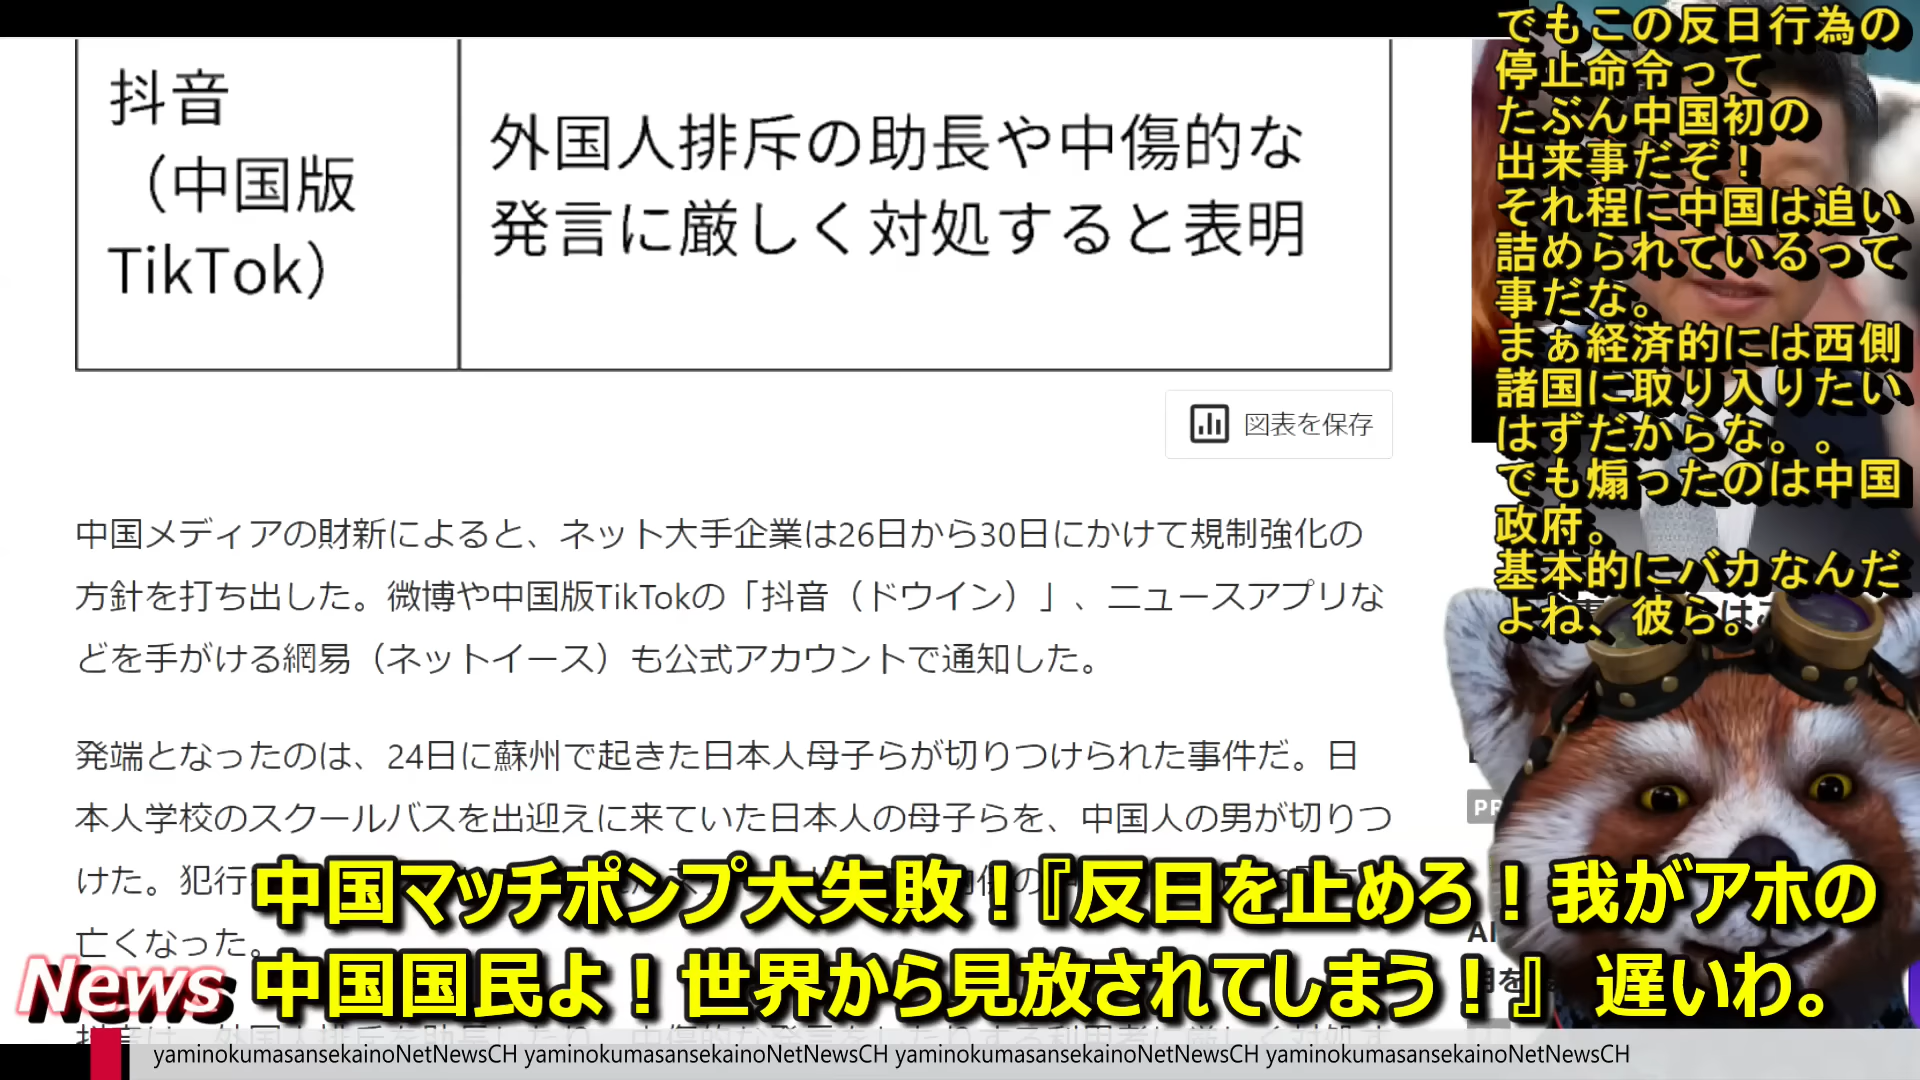 抖音
（中国版
TikTok）
外国人排斥の助長や中傷的な
発言に厳しく対処すると表明
図表を保存
中国メディアの財新によると、ネット大手企業は26日から30日にかけて規制強化の
方針を打ち出した。微博や中国版TikTokの「抖音（ドウイン）」、ニュースアプリな
どを手がける網易（ネットイース）も公式アカウントで通知した。
発端となったのは、24日に蘇州で起きた日本人母子らが切りつけられた事件だ。日
本人学校のスクールバスを出迎えに来ていた日本人の母子らを、中国人の男が切りつ
けた。犯行
亡くなった。
でもこの反日行為の
停止命令って
たぶん中国初の
出来事だぞ！
それ程に中国は追い
詰められているって
事だな。
まぁ経済的には西側
諸国に取り入りたい
はずだからな。。
でも煽ったのは中国
政府。
基本的にバカなんだ
よね、彼ら。
中国マッチポンプ大失敗！『反日を止めろ！我がアホの
中国国民よ！世界から見放されてしまう！』 遅いわ。
News
yaminokumasansekainoNetNewsCH yaminokumasansekainoNetNewsCH yaminokumasansekainoNetNewsCH yaminokumasansekainoNetNewsCH